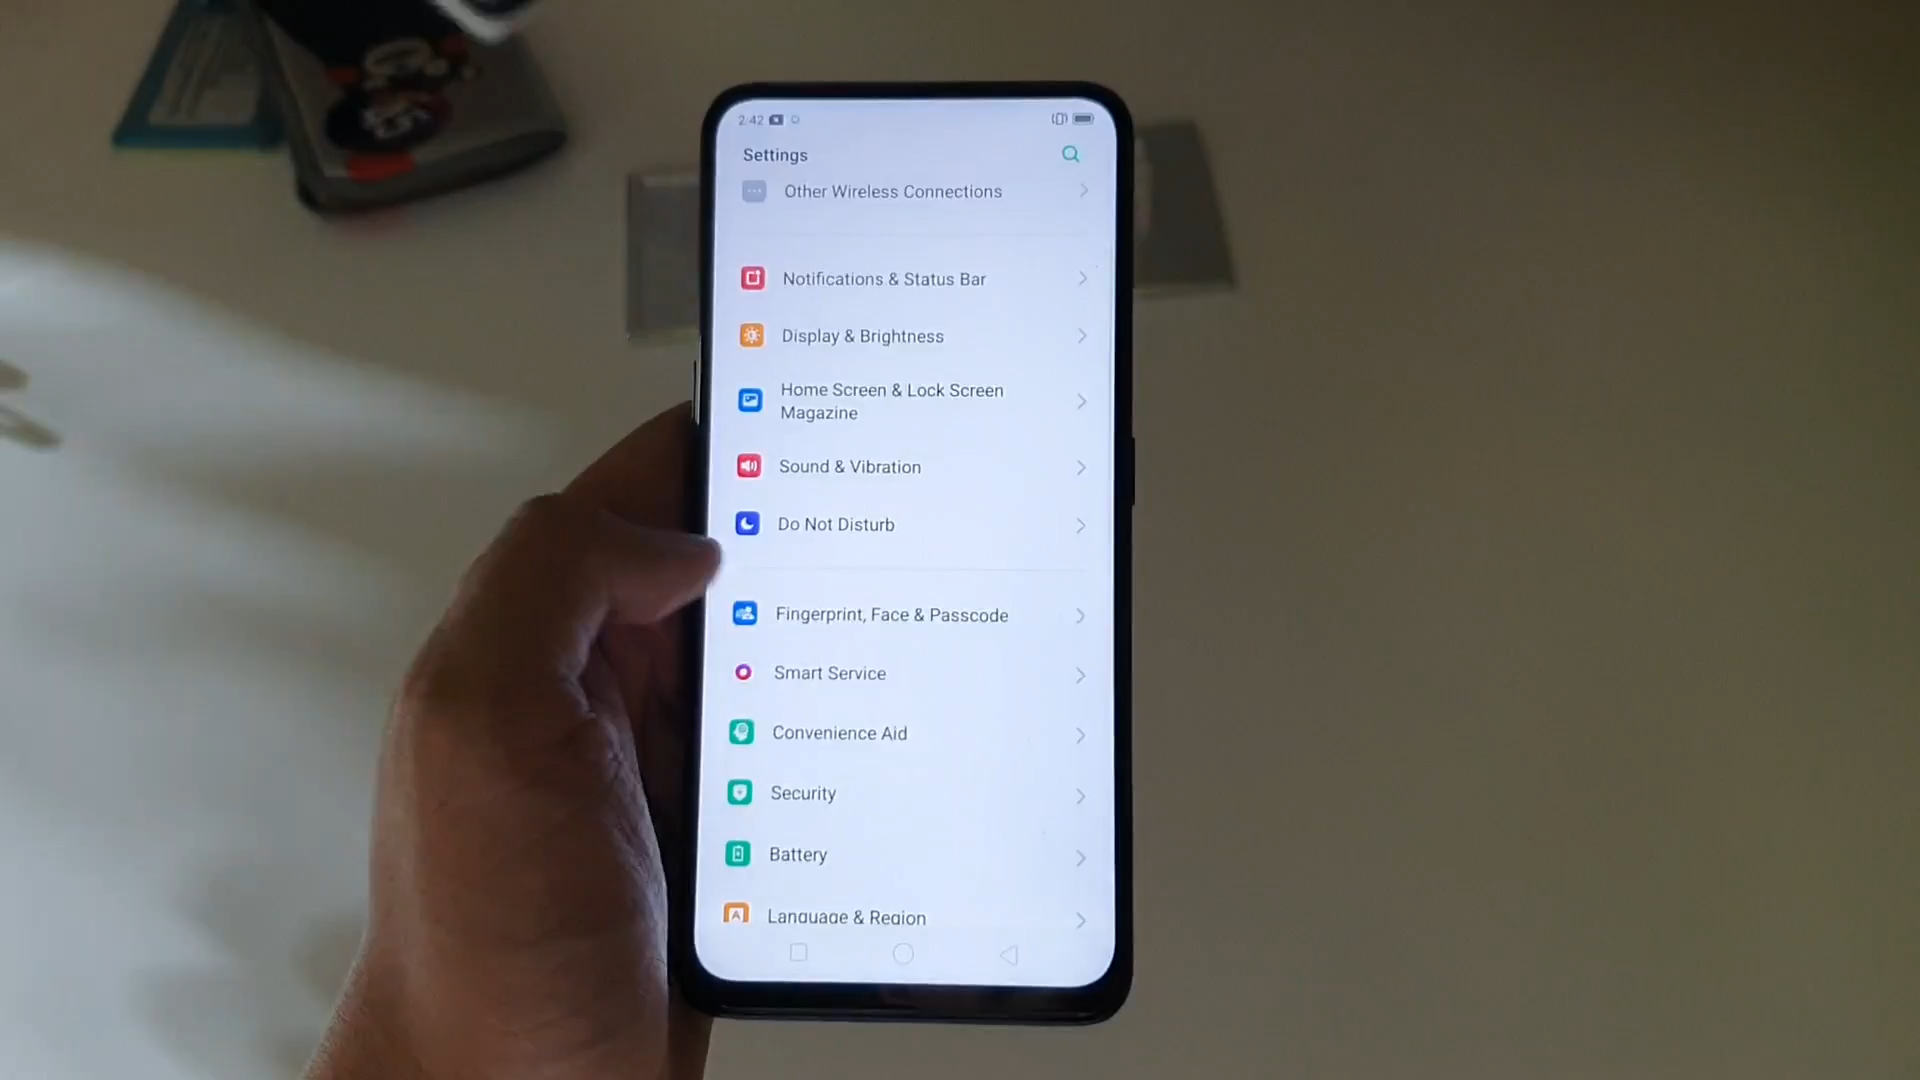 2:42
Settings
Other Wireless Connections
Notifications & Status Bar
Display & Brightness
Home Screen & Lock Screen
Magazine
Sound & Vibration
Do Not Disturb
Fingerprint, Face & Passcode
Smart Service
Convenience Aid
Security
Battery
Language & Region
45